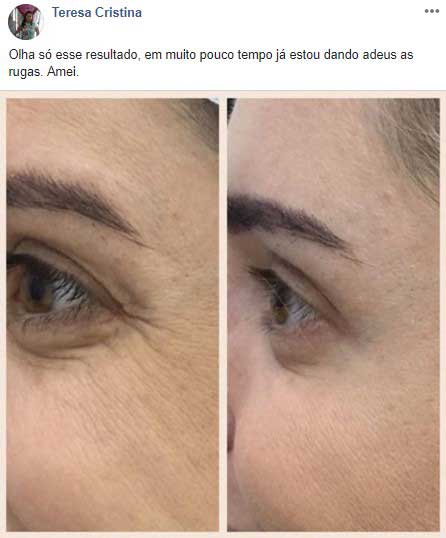 Teresa Cristina
Olha só esse resultado, em muito pouco tempo já estou dando adeus as
rugas. Amei.